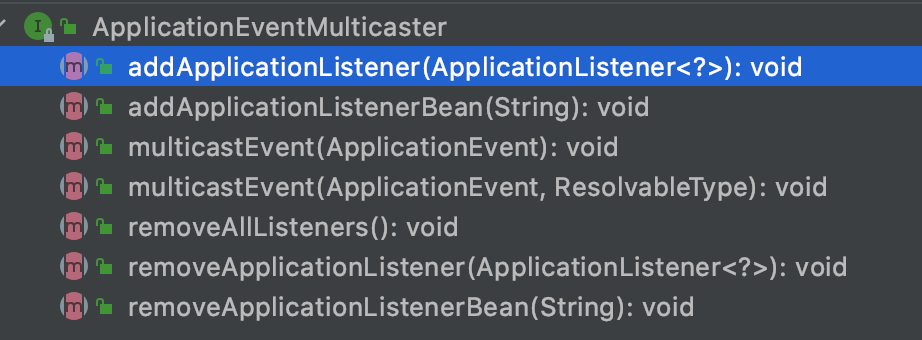 ApplicationEventMulticaster
addApplicationListener(ApplicationListener<?>): void
addApplicationListenerBean(String): void
multicastEvent(ApplicationEvent): void
multicastEvent(ApplicationEvent, ResolvableType): void
removeAllListeners(): void
removeApplicationListener(ApplicationListener<?>): void
removeApplicationListenerBean(String): void